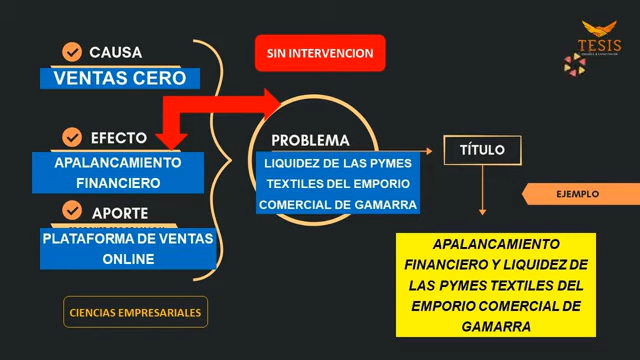 CAUSA
VENTAS CERO
EFECTO
APALANCAMIENTO
FINANCIERO
APORTE
PLATAFORMA DE VENTAS
ONLINE
CIENCIAS EMPRESARIALES
SIN INTERVENCION
PROBLEMA
LIQUIDEZ DE LAS PYMES
TEXTILES DEL EMPORIO
COMERCIAL DE GAMARRA
TESIS
TÍTULO
EJEMPLO
APALANCAMIENTO
FINANCIERO Y LIQUIDEZ DE
LAS PYMES TEXTILES DEL
EMPORIO COMERCIAL DE
GAMARRA